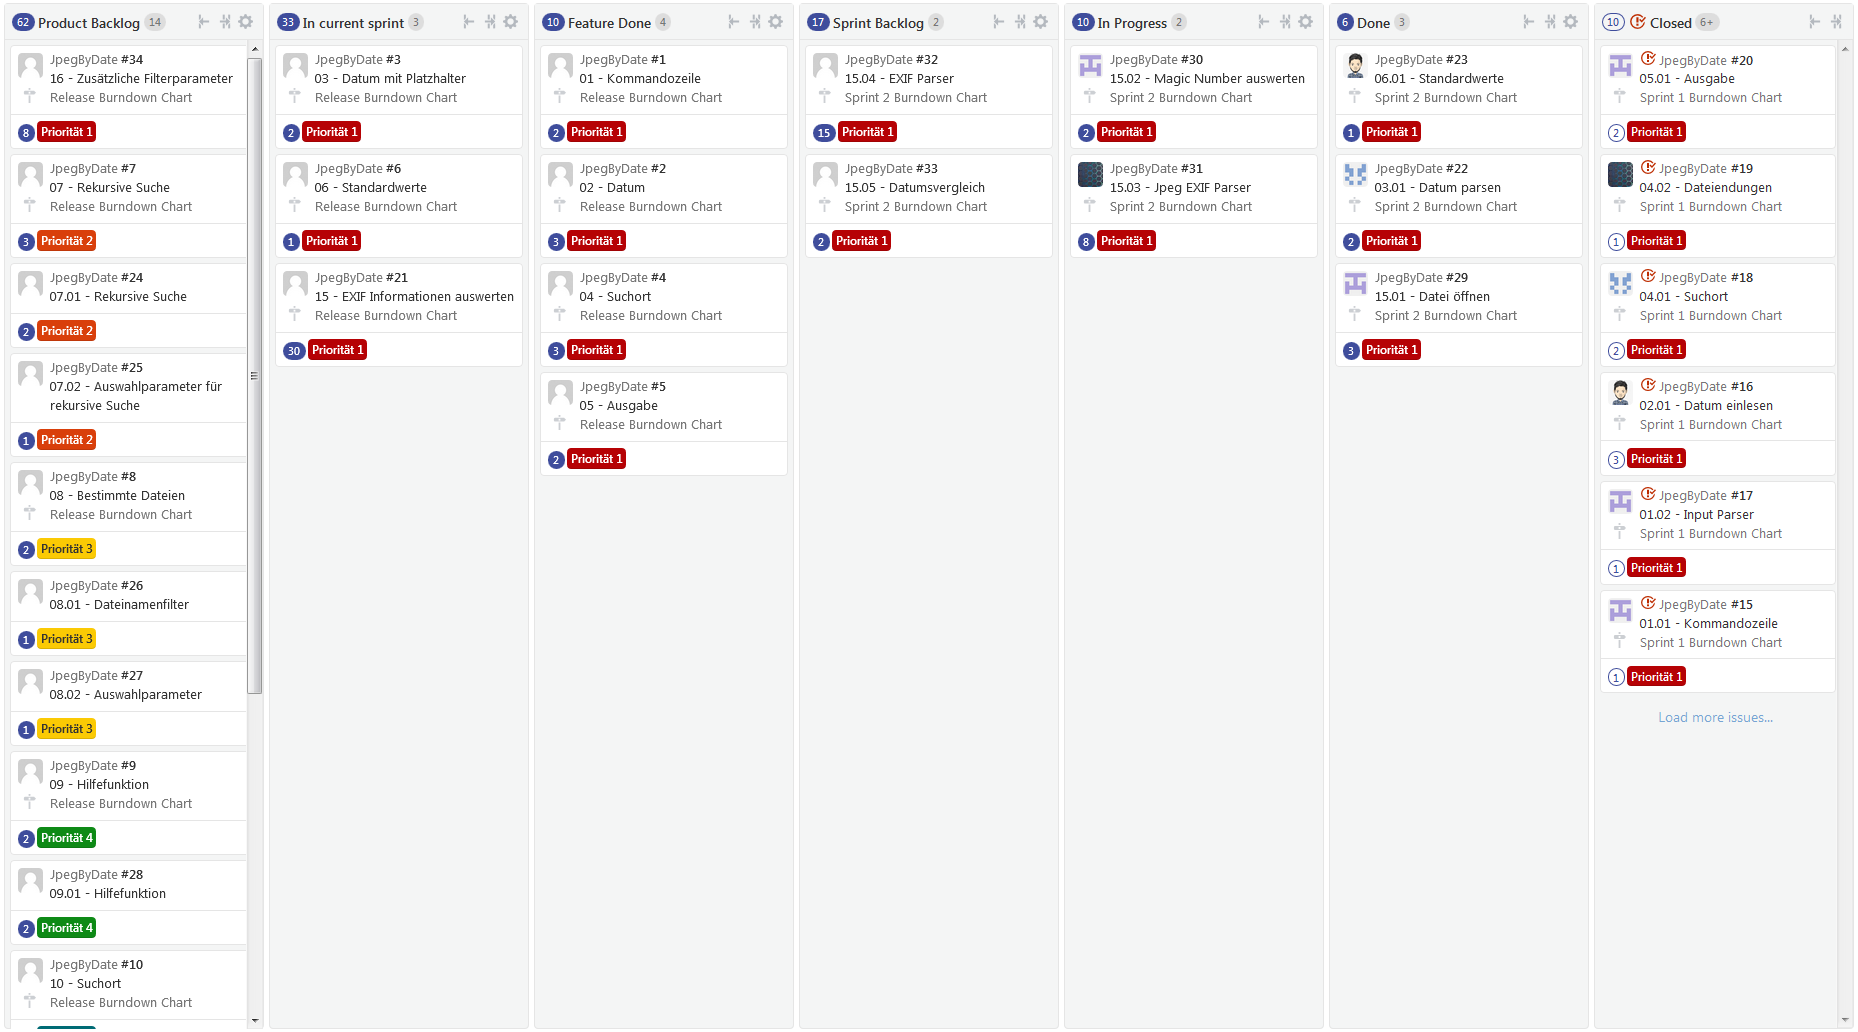 62 Product Backlog 14
JpegByDate #34
16 - Zusätzliche Filterparameter
Release Burndown Chart
8 Priorität 1
JpegByDate #7
07 - Rekursive Suche
Release Burndown Chart
3 Priorität 2
JpegByDate #24
07.01 - Rekursive Suche
2 Priorität 2
JpegByDate #25
07.02 - Auswahlparameter für
rekursive Suche
1 Priorität 2
JpegByDate #8
08 - Bestimmte Dateien
Release Burndown Chart
2 Priorität 3
JpegByDate #26
08.01 - Dateinamenfilter
1 Priorität 3
JpegByDate #27
08.02 - Auswahlparameter
1 Priorität 3
JpegByDate #9
09 - Hilfefunktion
Release Burndown Chart
2 Priorität 4
JpegByDate #28
09.01 - Hilfefunktion
2 Priorität 4
JpegByDate #10
10 - Suchort
Release Burndown Chart
33 In current sprint 3
JpegByDate #3
03 - Datum mit Platzhalter
Release Burndown Chart
2 Priorität 1
JpegByDate #6
06 - Standardwerte
Release Burndown Chart
1 Priorität 1
JpegByDate #21
15 - EXIF Informationen auswerten
Release Burndown Chart
30 Priorität 1
10 Feature Done 4
JpegByDate #1
01 - Kommandozeile
Release Burndown Chart
2 Priorität 1
JpegByDate #2
02 - Datum
Release Burndown Chart
3 Priorität 1
JpegByDate #4
04 - Suchort
Release Burndown Chart
3 Priorität 1
JpegByDate #5
05 - Ausgabe
Release Burndown Chart
2 Priorität 1
17 Sprint Backlog 2
JpegByDate #32
15.04 - EXIF Parser
Sprint 2 Burndown Chart
15 Priorität 1
JpegByDate #33
15.05 - Datumsvergleich
Sprint 2 Burndown Chart
2 Priorität 1
10 In Progress 2
JpegByDate #30
15.02 - Magic Number auswerten
Sprint 2 Burndown Chart
2 Priorität 1
JpegByDate #31
15.03 - Jpeg EXIF Parser
Sprint 2 Burndown Chart
8 Priorität 1
6 Done 3
JpegByDate #23
06.01 - Standardwerte
Sprint 2 Burndown Chart
1 Priorität 1
JpegByDate #22
03.01 - Datum parsen
Sprint 2 Burndown Chart
2 Priorität 1
JpegByDate #29
15.01 - Datei öffnen
Sprint 2 Burndown Chart
3 Priorität 1
10 Closed 6+
JpegByDate #20
05.01 - Ausgabe
Sprint 1 Burndown Chart
2 Priorität 1
JpegByDate #19
04.02 - Dateiendungen
Sprint 1 Burndown Chart
1 Priorität 1
JpegByDate #18
04.01 - Suchort
Sprint 1 Burndown Chart
2 Priorität 1
JpegByDate #16
02.01 - Datum einlesen
Sprint 1 Burndown Chart
3 Priorität 1
JpegByDate #17
01.02 - Input Parser
Sprint 1 Burndown Chart
1 Priorität 1
JpegByDate #15
01.01 - Kommandozeile
Sprint 1 Burndown Chart
1 Priorität 1
Load more issues...